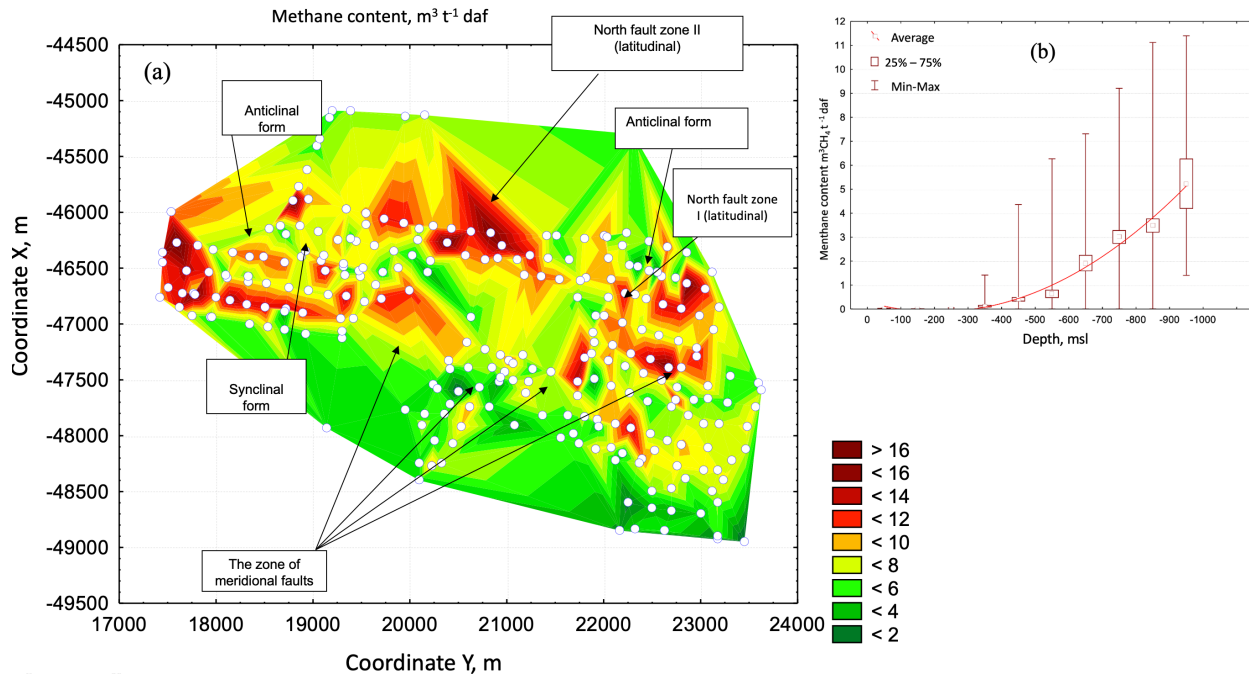 Methane content, m³ t⁻¹ daf
(a)
North fault zone II
(latitudinal)
Anticlinal
form
Anticlinal form
North fault zone
I (latitudinal)
Synclinal
form
The zone of
meridional faults
Coordinate X, m
-44500
-45000
-45500
-46000
-46500
-47000
-47500
-48000
-48500
-49000
-49500
17000 18000 19000 20000 21000 22000 23000 24000
Coordinate Y, m
> 16
< 16
< 14
< 12
< 10
< 8
< 6
< 4
< 2
(b)
Average
25% – 75%
Min-Max
Menthane content m³CH₄ t ⁻¹ daf
12
11
10
9
8
7
6
5
4
3
2
1
0
0 -100 -200 -300 -400 -500 -600 -700 -800 -900 -1000
Depth, msl